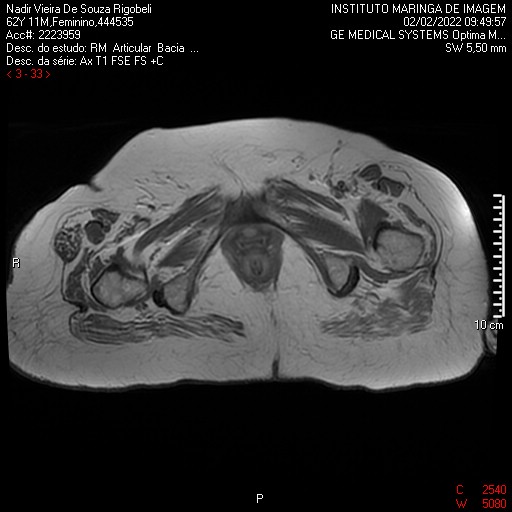 Nadir Vieira De Souza Rigobeli
62Y 11M,Feminino,444535
Acc#: 2223959
Desc. do estudo: RM Articular Bacia ...
Desc. da série: Ax T1 FSE FS +C
< 3 - 33 >
INSTITUTO MARINGA DE IMAGEM
02/02/2022 09:49:57
GE MEDICAL SYSTEMS Optima M...
SW 5,50 mm
R
10 cm
P
C 2540
W 5080